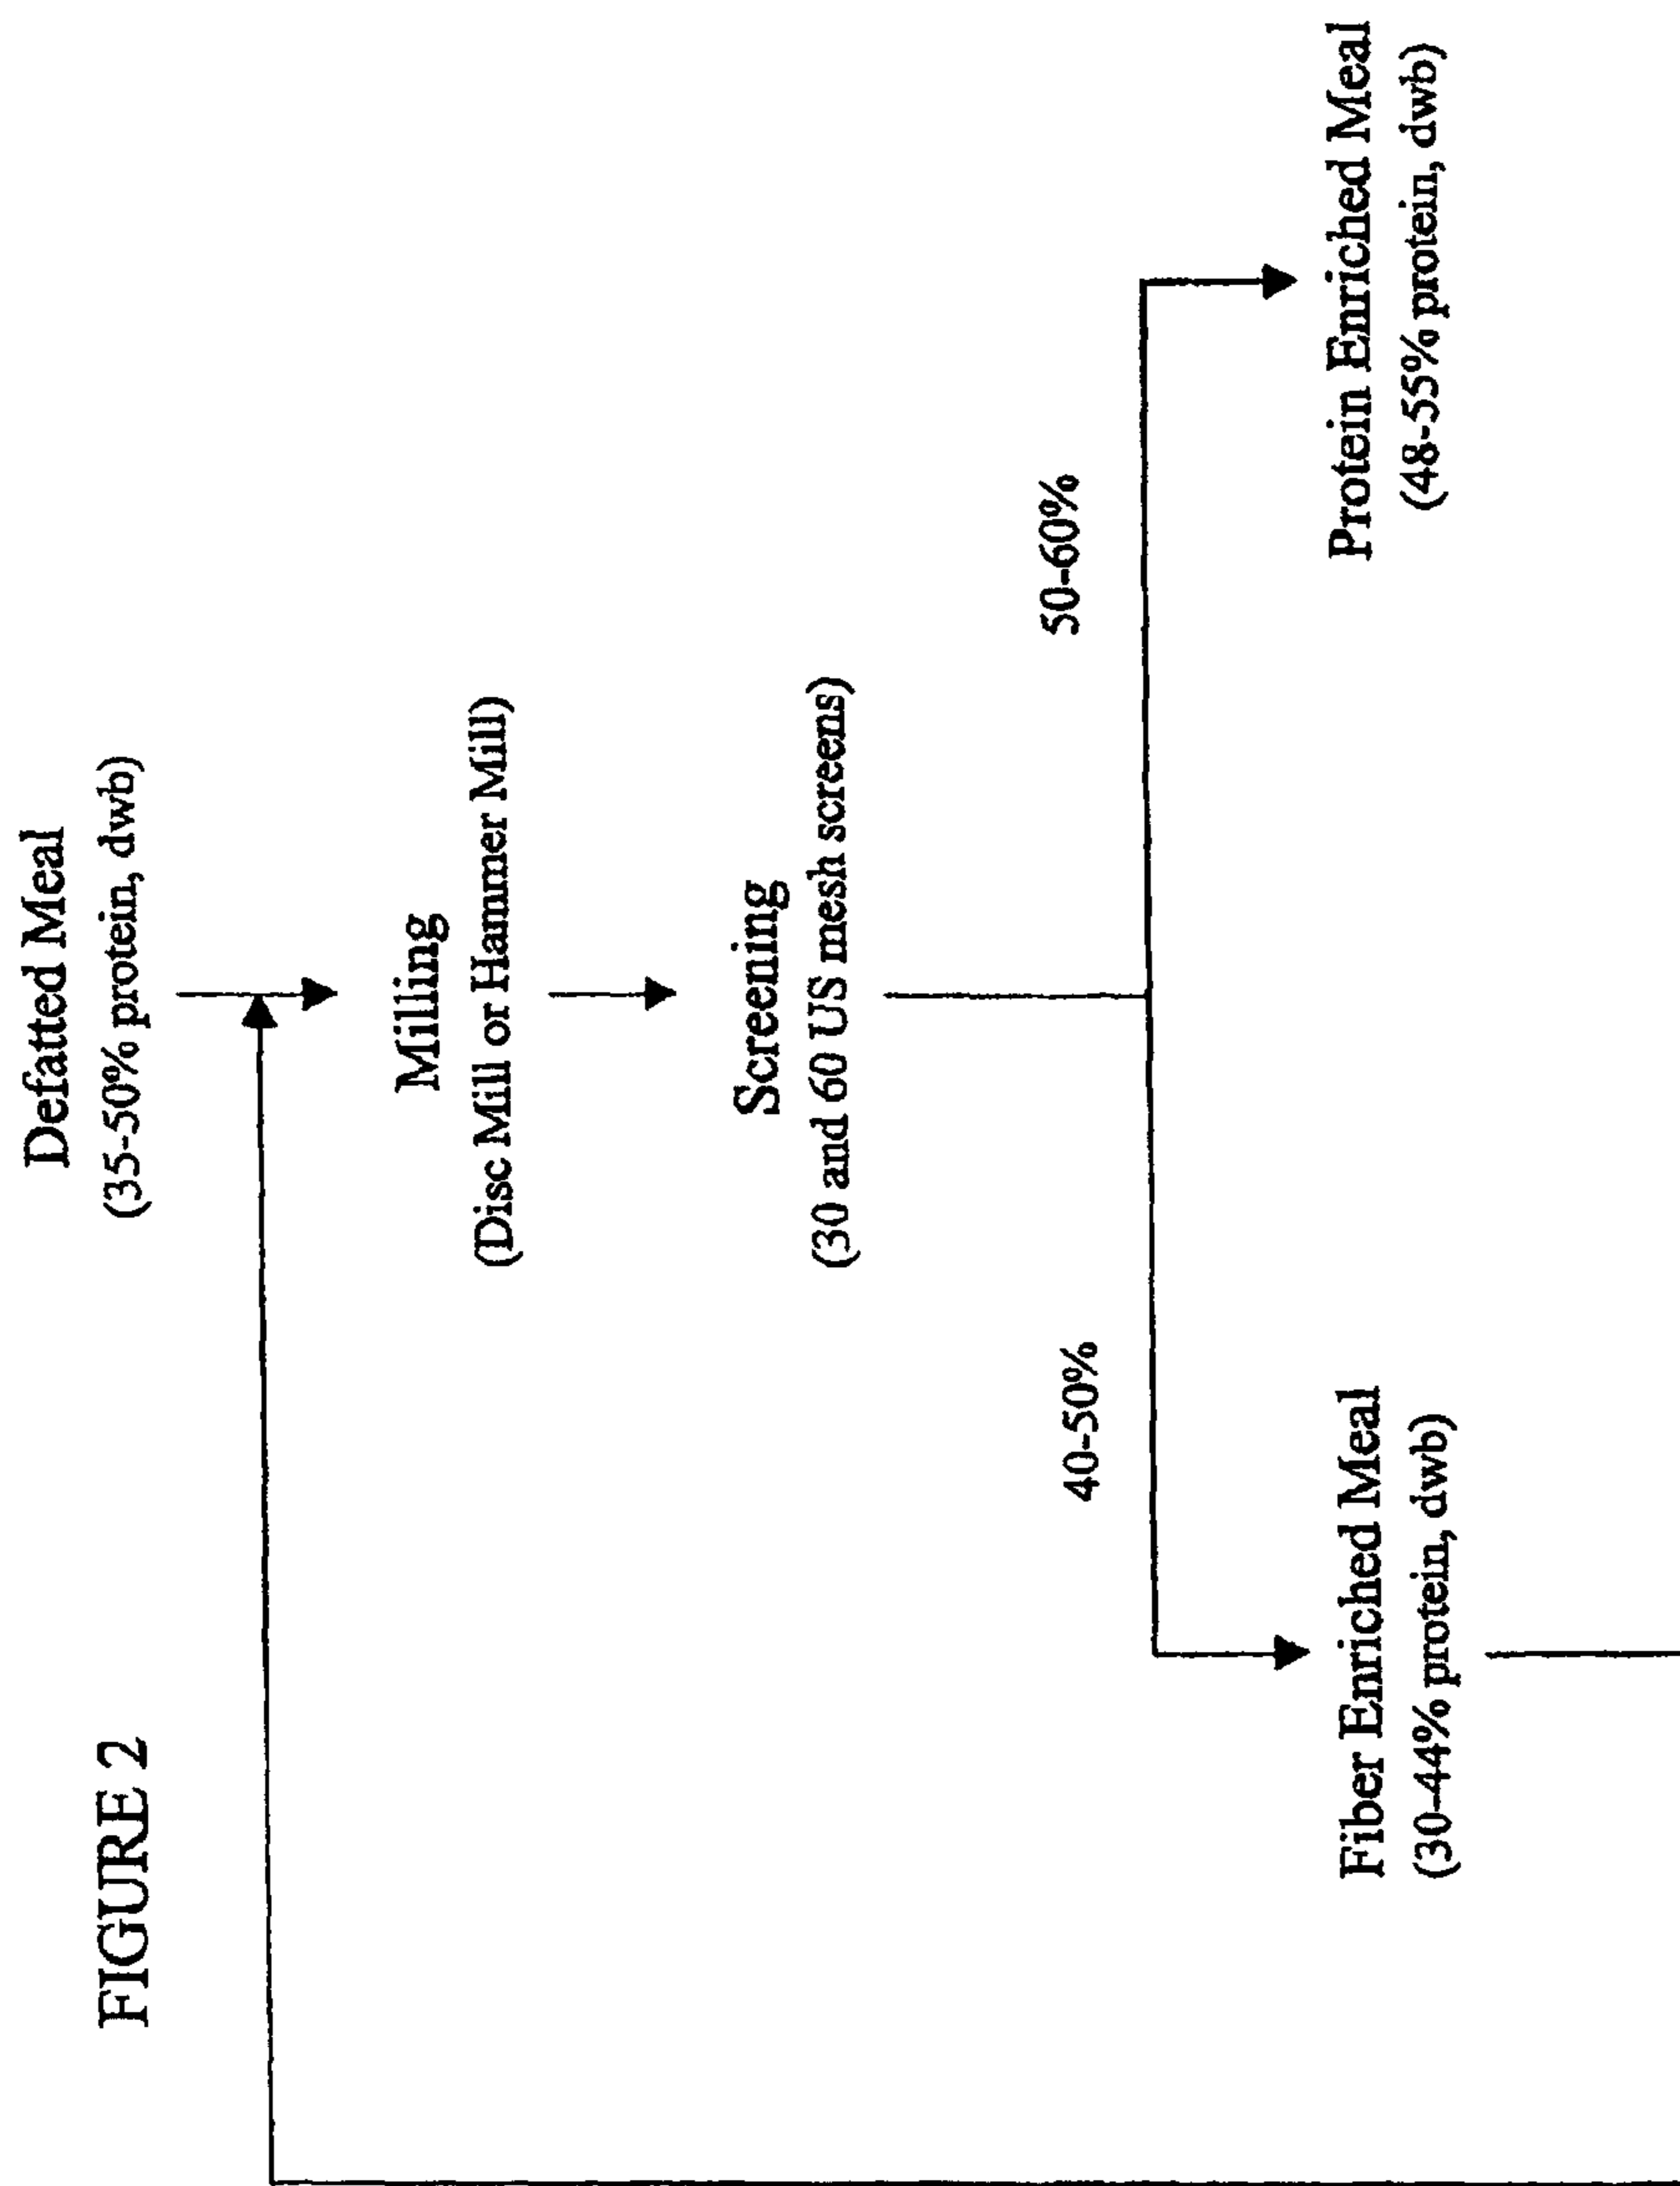 FIGURE 2
Defatted Meal
(35-50% protein, dwb)
Milling
(Disc Mill or Hammer Mill)
Screening
(30 and 60 US mesh screens)
40-50%
50-60%
Fiber Enriched Meal
(30-44% protein, dwb)
Protein Enriched Meal
(48-55% protein, dwb)